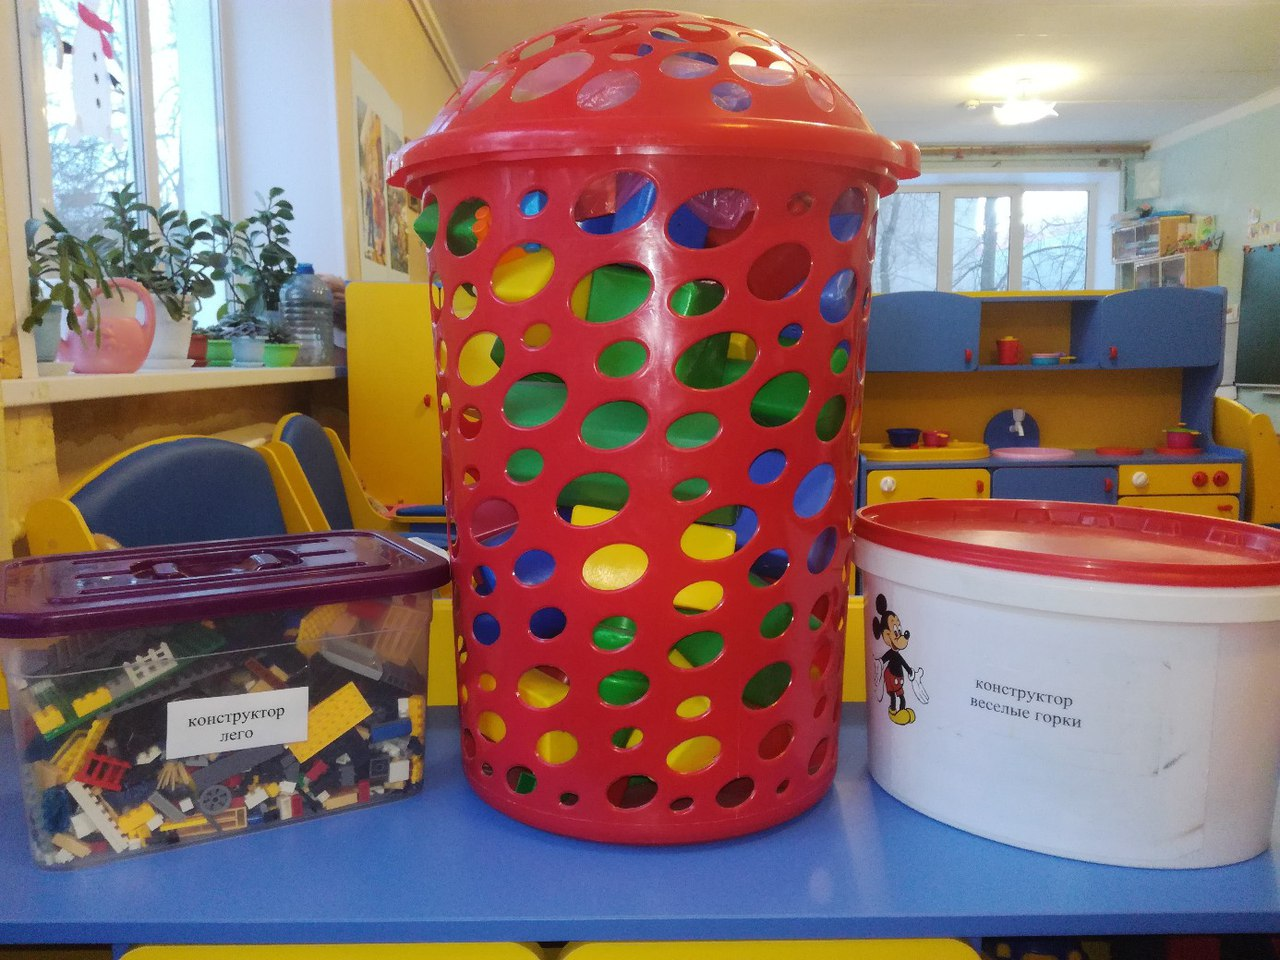 конструктор
лего
конструктор
веселые горки